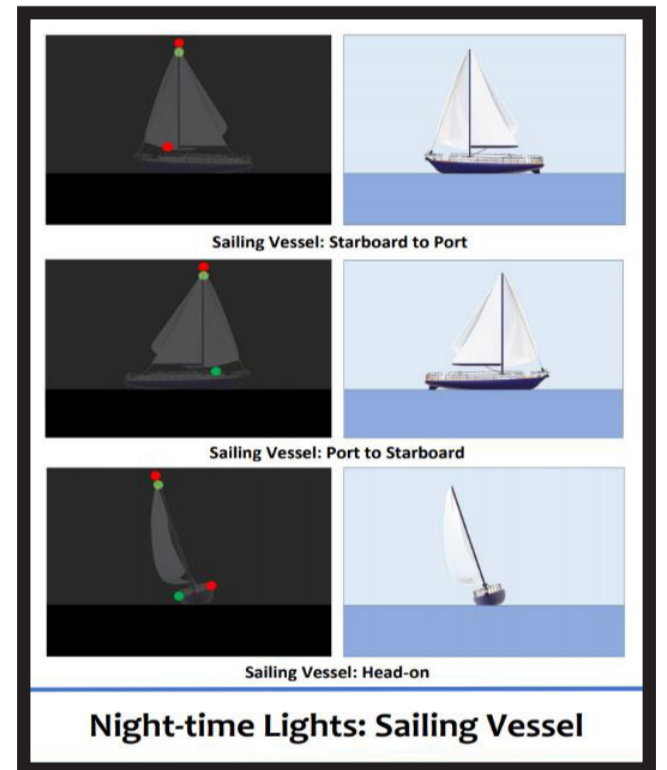 Sailing Vessel: Starboard to Port
Sailing Vessel: Port to Starboard
Sailing Vessel: Head-on
Night-time Lights: Sailing Vessel